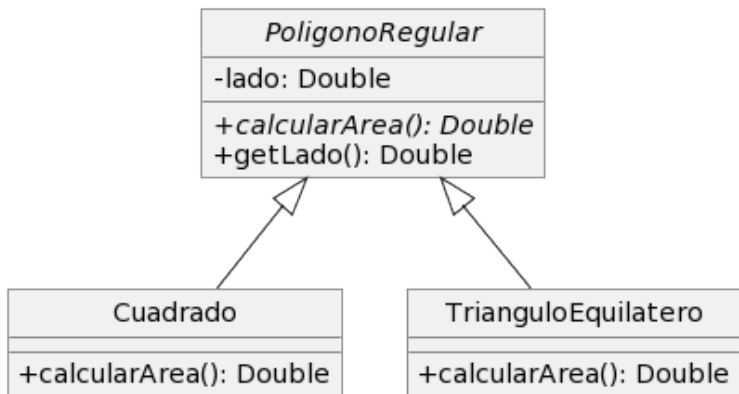 PoligonoRegular
-lado: Double
+calcularArea(): Double
+getLado(): Double
Cuadrado
+calcularArea(): Double
TrianguloEquilatero
+calcularArea(): Double